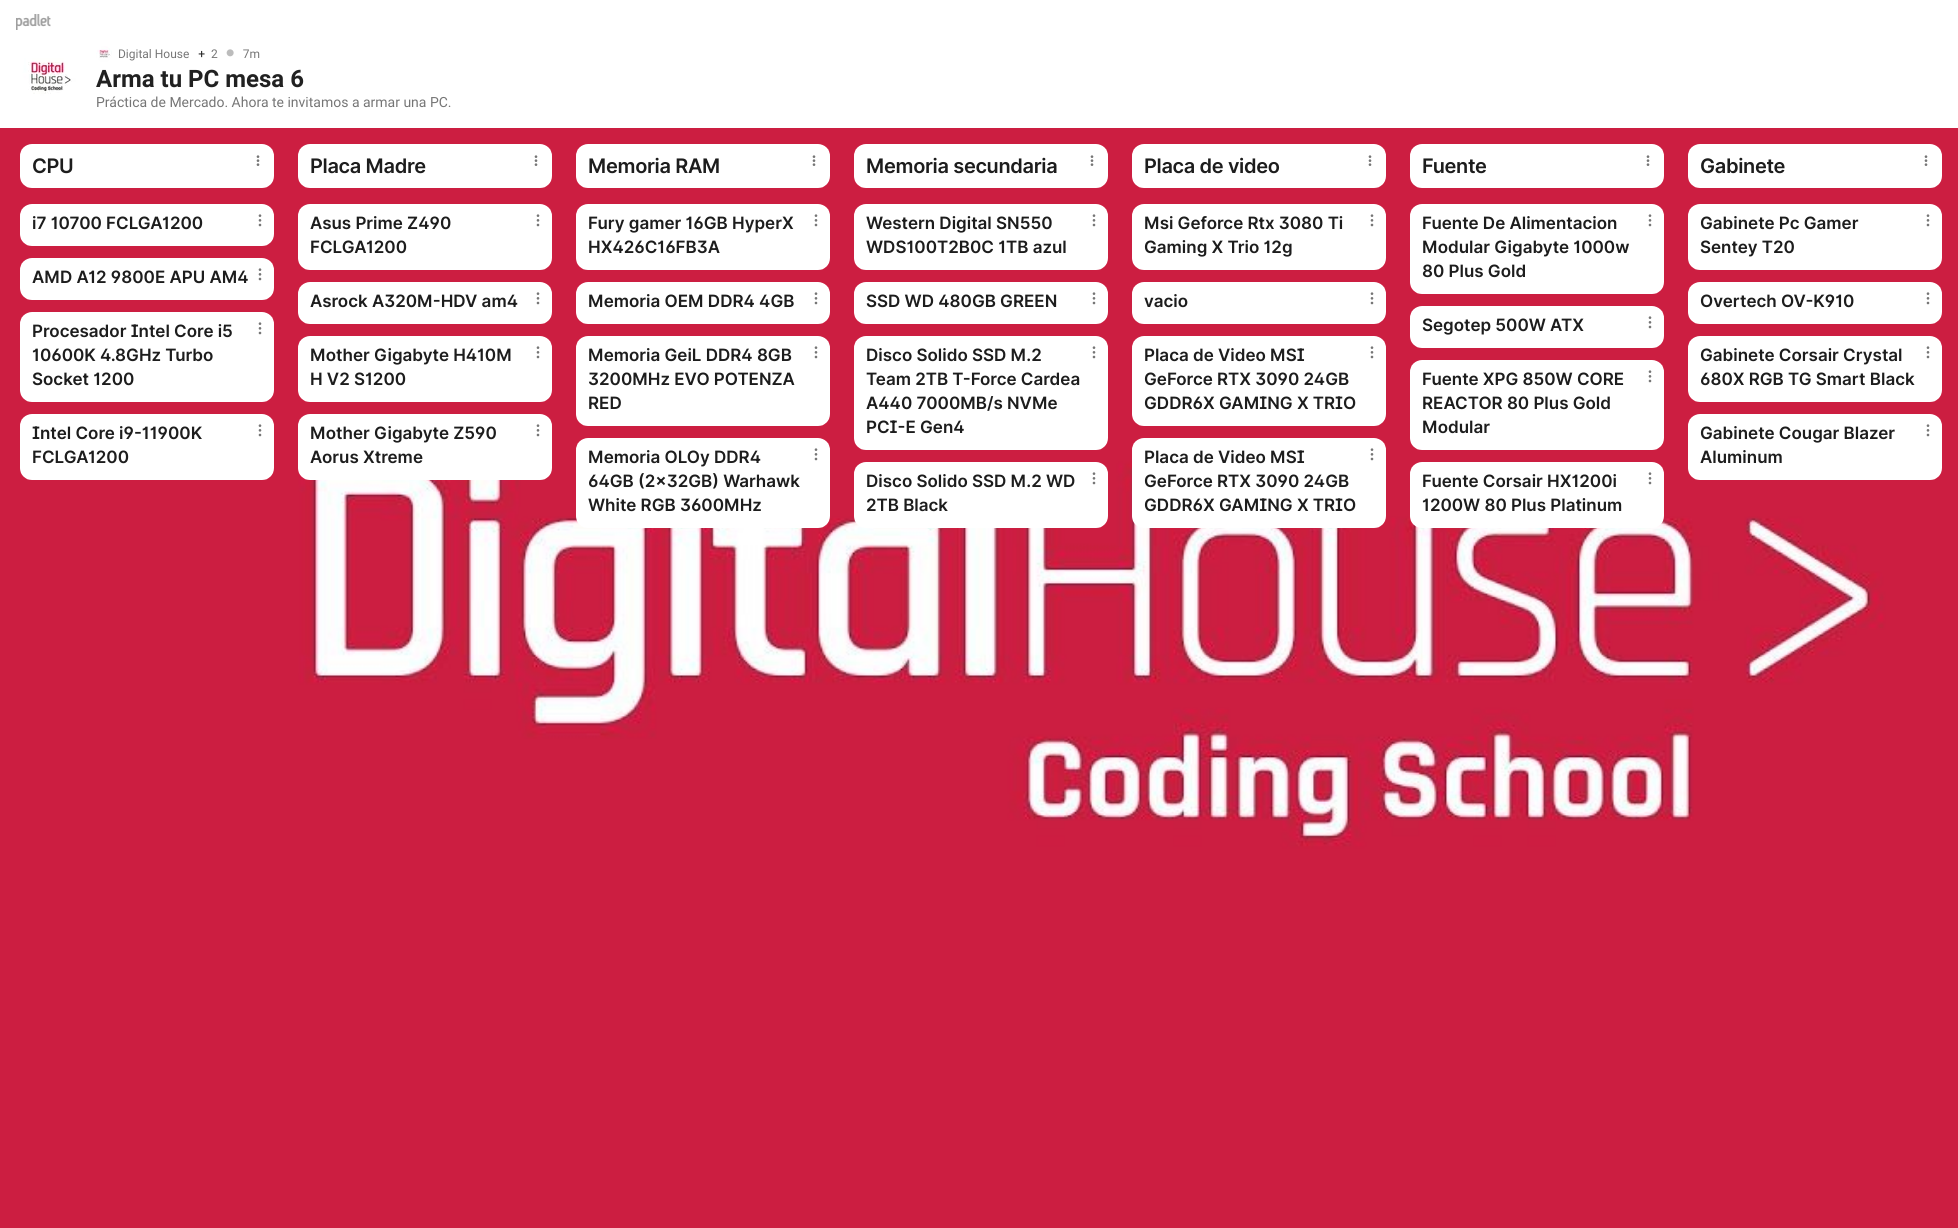 padlet
Digital House + 2 7m
Digital
House>
Coding School
Arma tu PC mesa 6
Práctica de Mercado. Ahora te invitamos a armar una PC.
CPU
i7 10700 FCLGA1200
AMD A12 9800E APU AM4
Procesador Intel Core i5
10600K 4.8GHz Turbo
Socket 1200
Intel Core i9-11900K
FCLGA1200
Placa Madre
Asus Prime Z490
FCLGA1200
Asrock A320M-HDV am4
Mother Gigabyte H410M
H V2 S1200
Mother Gigabyte Z590
Aorus Xtreme
Memoria RAM
Fury gamer 16GB HyperX
HX426C16FB3A
Memoria OEM DDR4 4GB
Memoria GeiL DDR4 8GB
3200MHz EVO POTENZA
RED
Memoria OLOy DDR4
64GB (2x32GB) Warhawk
White RGB 3600MHz
Memoria secundaria
Western Digital SN550
WDS100T2B0C 1TB azul
SSD WD 480GB GREEN
Disco Solido SSD M.2
Team 2TB T-Force Cardea
A440 7000MB/s NVMe
PCI-E Gen4
Disco Solido SSD M.2 WD
2TB Black
Placa de video
Msi Geforce Rtx 3080 Ti
Gaming X Trio 12g
vacio
Placa de Video MSI
GeForce RTX 3090 24GB
GDDR6X GAMING X TRIO
Placa de Video MSI
GeForce RTX 3090 24GB
GDDR6X GAMING X TRIO
Fuente
Fuente De Alimentacion
Modular Gigabyte 1000w
80 Plus Gold
Segotep 500W ATX
Fuente XPG 850W CORE
REACTOR 80 Plus Gold
Modular
Fuente Corsair HX1200i
1200W 80 Plus Platinum
Gabinete
Gabinete Pc Gamer
Sentey T20
Overtech OV-K910
Gabinete Corsair Crystal
680X RGB TG Smart Black
Gabinete Cougar Blazer
Aluminum
DigitalHouse >
Coding School